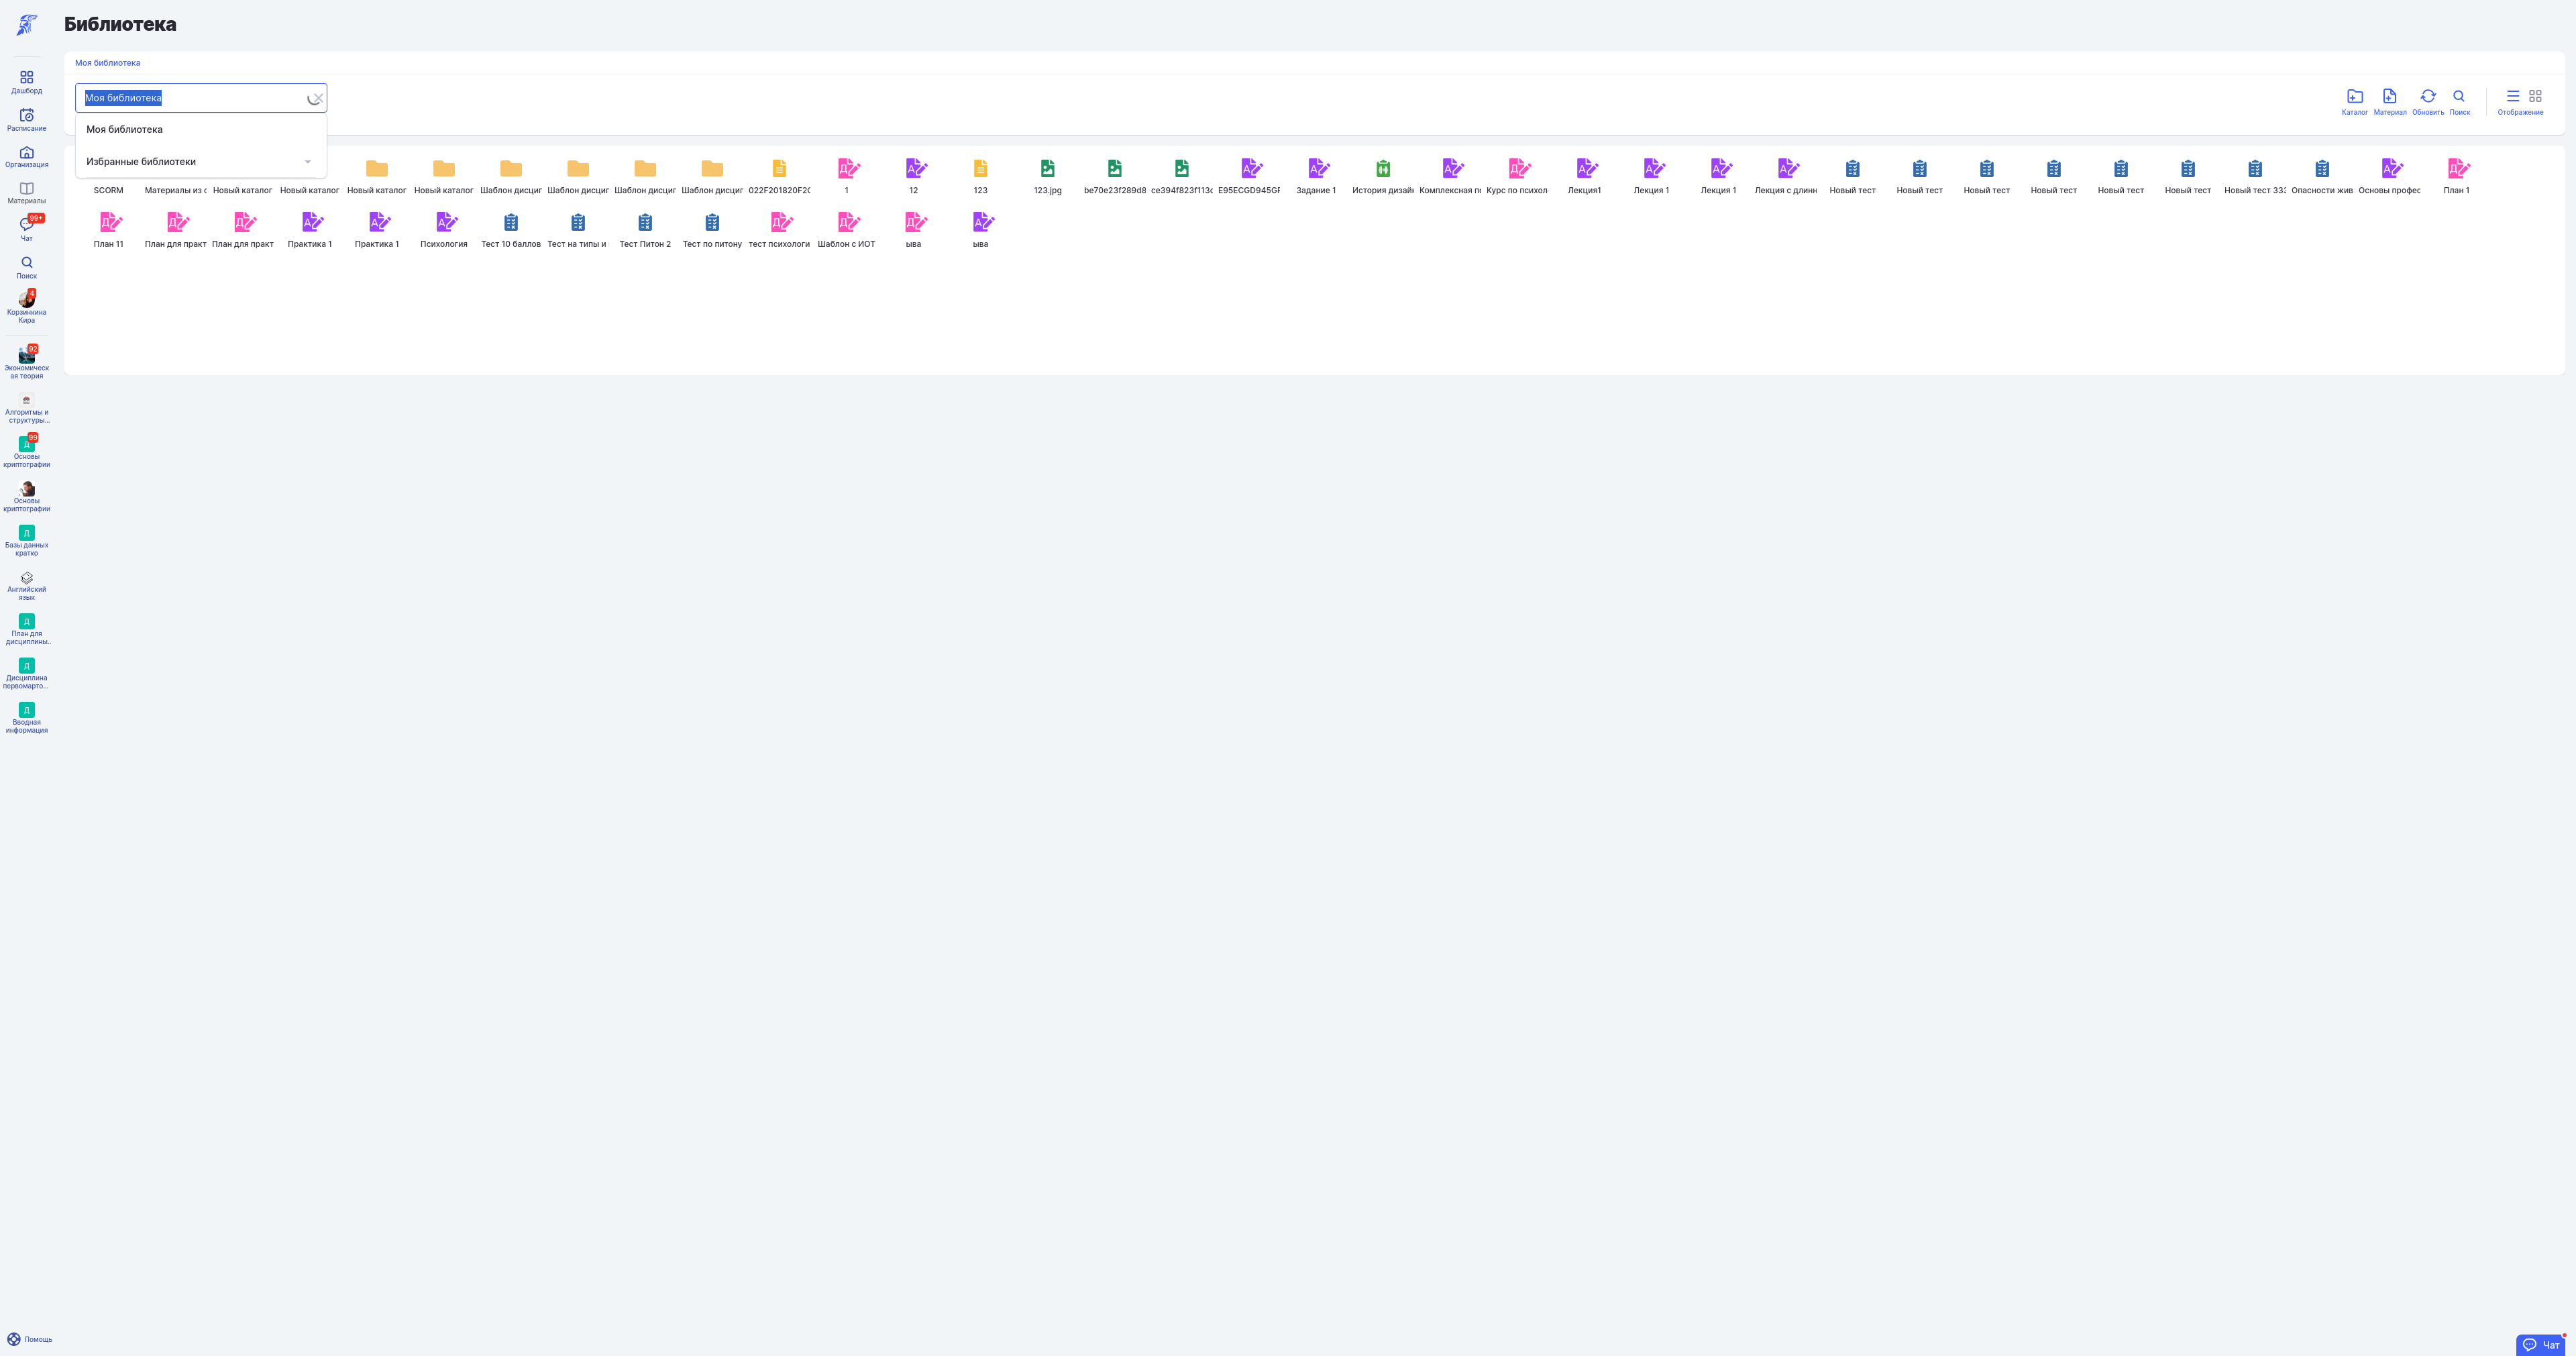 Библиотека
Моя библиотека
Моя библиотека
Моя библиотека
Избранные библиотеки
Каталог
Материал
Обновить
Поиск
Отображение
Дашборд
Расписание
Организация
Материалы
99+
Чат
Поиск
4
Корзинкина
Кира
92
Экономическ
ая теория
Алгоритмы и
структуры...
Д
99
Основы
криптографии
Основы
криптографии
Д
Базы данных
кратко
Английский
язык
Д
План для
дисциплины..
Д
Дисциплина
первомарто...
Д
Вводная
информация
Помощь
SCORM
Материалы из с
Новый каталог
Новый каталог
Новый каталог
Новый каталог
Шаблон дисцип
Шаблон дисцип
Шаблон дисцип
Шаблон дисцип
022F201820F20
1
12
123
123.jpg
be70e23f289d8
ce394f823f113c
E95ECGD945GF
Задание 1
История дизайн
Комплексная по
Курс по психол
Лекция1
Лекция 1
Лекция 1
Лекция с длинн
Новый тест
Новый тест
Новый тест
Новый тест
Новый тест
Новый тест
Новый тест 333
Опасности жив
Основы профес
План 1
План 11
План для практ
План для практ
Практика 1
Практика 1
Психология
Тест 10 баллов
Тест на типы и
Тест Питон 2
Тест по питону
тест психологи
Шаблон с ИОТ
ыва
ыва
Чат